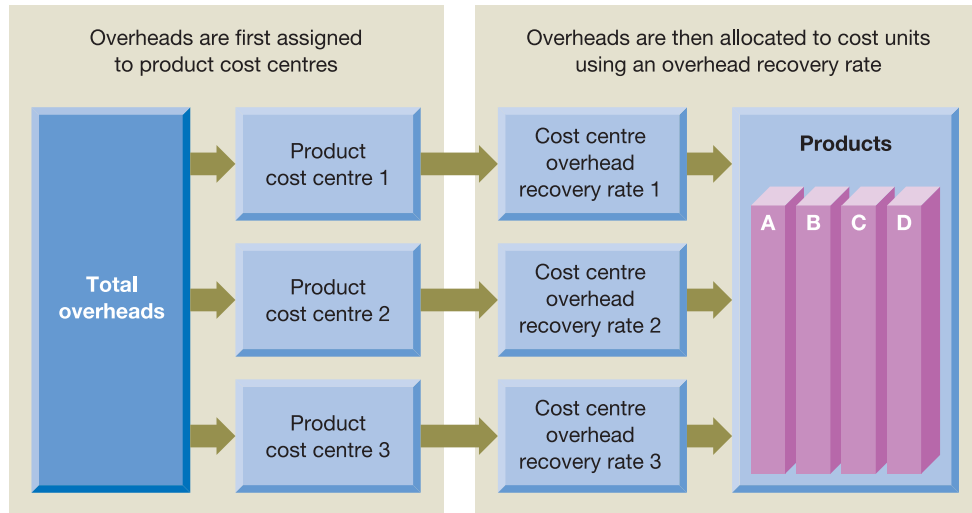 Overheads are first assigned
to product cost centres
Overheads are then allocated to cost units
using an overhead recovery rate
Total
overheads
Product
cost centre 1
Product
cost centre 2
Product
cost centre 3
Cost centre
overhead
recovery rate 1
Cost centre
overhead
recovery rate 2
Cost centre
overhead
recovery rate 3
Products
A B C D